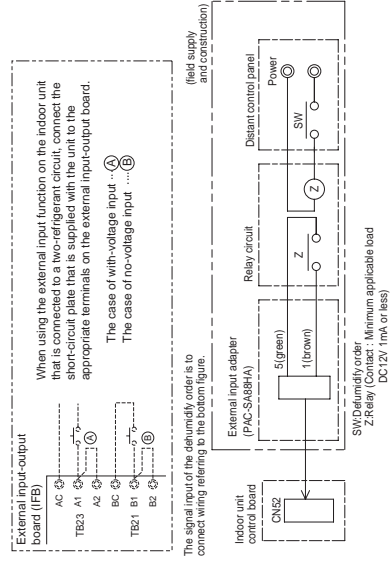 External input-output
board (IFB)
AC
TB23 A1
A
A2
BC
TB21 B1
B
B2
When using the external input function on the indoor unit
that is connected to a two-refrigerant circuit, connect the
short-circuit plate that is supplied with the unit to the
appropriate terminals on the external input-output board.
The case of with-voltage input ... A
The case of no-voltage input .... B
The signal input of the dehumidity order is to
connect wiring referring to the bottom figure.
(field supply
and construction)
Indoor unit
control board
CN52
External input adapter
(PAC-SA88HA)
5(green)
1(brown)
Relay circuit
Z
Z
Distant control panel
Power
SW
SW:Defumidify order
Z:Relay (Contact : Minimum applicable load
DC12V 1mA or less)